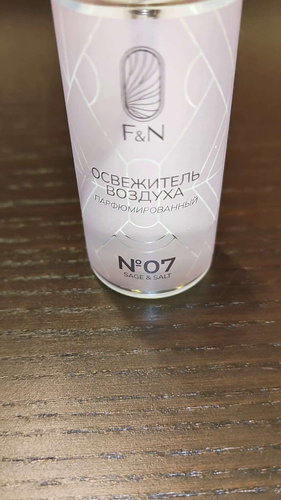 F&N
ОСВЕЖИТЕЛЬ
ВОЗДУХА
ПАРФЮМИРОВАННЫЙ
№07
SAGE & SALT